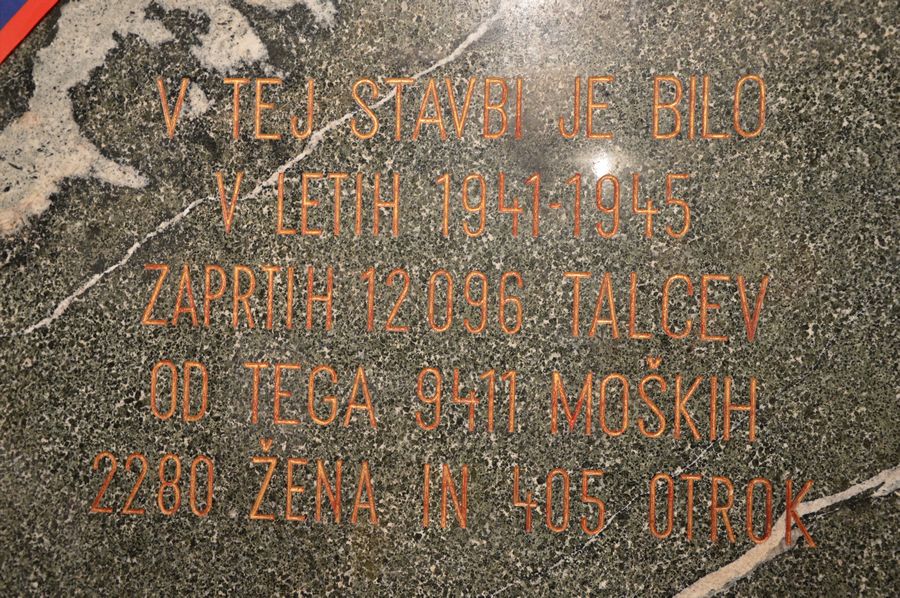 V TEJ STAVBI JE BILO
V LETIH 1941-1945
ZAPRTIH 12096 TALCEV
OD TEGA 9411 MOŠKIH
2280 ŽENA IN 405 OTROK